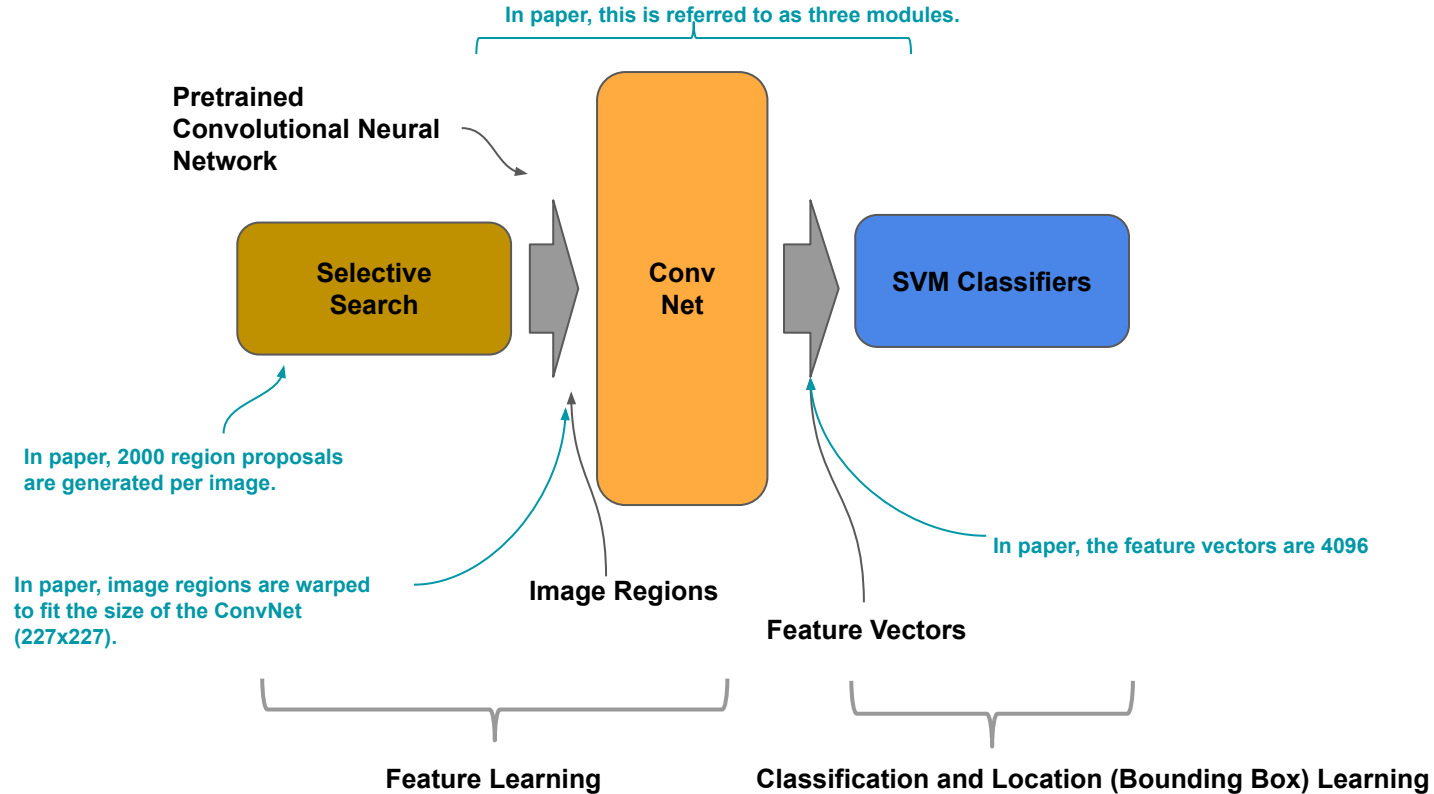 In paper, this is referred to as three modules.
Pretrained
Convolutional Neural
Network
Selective
Search
Conv
Net
SVM Classifiers
In paper, 2000 region proposals
are generated per image.
In paper, the feature vectors are 4096
In paper, image regions are warped
to fit the size of the ConvNet
(227x227).
Image Regions
Feature Vectors
Feature Learning
Classification and Location (Bounding Box) Learning